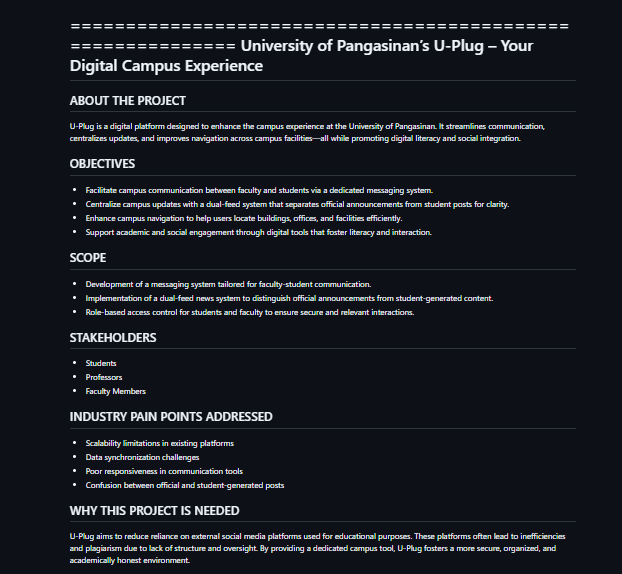 =============================================
=============== University of Pangasinan’s U-Plug – Your
Digital Campus Experience
ABOUT THE PROJECT
U-Plug is a digital platform designed to enhance the campus experience at the University of Pangasinan. It streamlines communication,
centralizes updates, and improves navigation across campus facilities—all while promoting digital literacy and social integration.
OBJECTIVES
• Facilitate campus communication between faculty and students via a dedicated messaging system.
• Centralize campus updates with a dual-feed system that separates official announcements from student posts for clarity.
• Enhance campus navigation to help users locate buildings, offices, and facilities efficiently.
• Support academic and social engagement through digital tools that foster literacy and interaction.
SCOPE
• Development of a messaging system tailored for faculty-student communication.
• Implementation of a dual-feed news system to distinguish official announcements from student-generated content.
• Role-based access control for students and faculty to ensure secure and relevant interactions.
STAKEHOLDERS
• Students
• Professors
• Faculty Members
INDUSTRY PAIN POINTS ADDRESSED
• Scalability limitations in existing platforms
• Data synchronization challenges
• Poor responsiveness in communication tools
• Confusion between official and student-generated posts
WHY THIS PROJECT IS NEEDED
U-Plug aims to reduce reliance on external social media platforms used for educational purposes. These platforms often lead to inefficiencies
and plagiarism due to lack of structure and oversight. By providing a dedicated campus tool, U-Plug fosters a more secure, organized, and
academically honest environment.